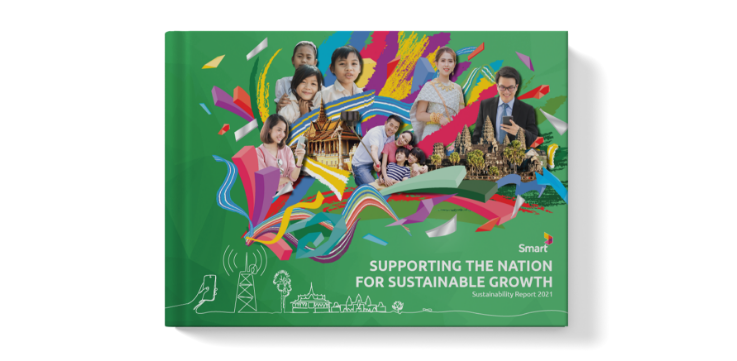 Smart
SUPPORTING THE NATION
FOR SUSTAINABLE GROWTH
Sustainability Report 2021